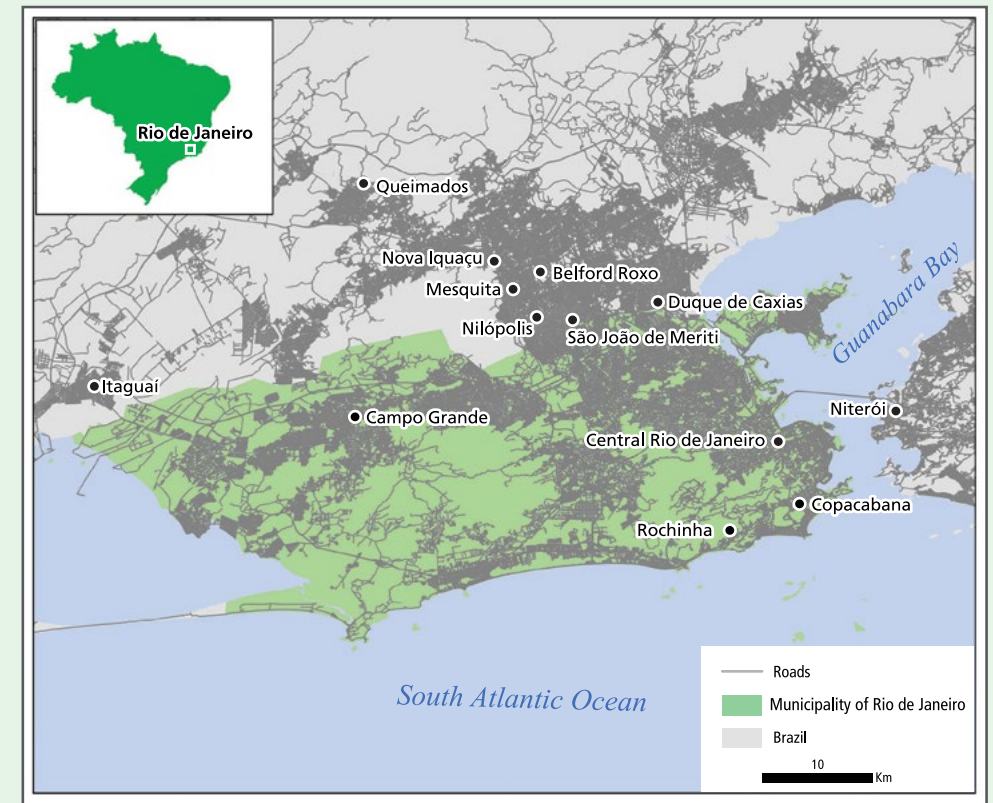 Rio de Janeiro
Queimados
Nova Iquaçu
Belford Roxo
Mesquita
Duque de Caxias
Nilópolis
São João de Meriti
Guanabara Bay
Itaguaí
Campo Grande
Niterói
Central Rio de Janeiro
Copacabana
Rochinha
South Atlantic Ocean
Roads
Municipality of Rio de Janeiro
Brazil
10
Km